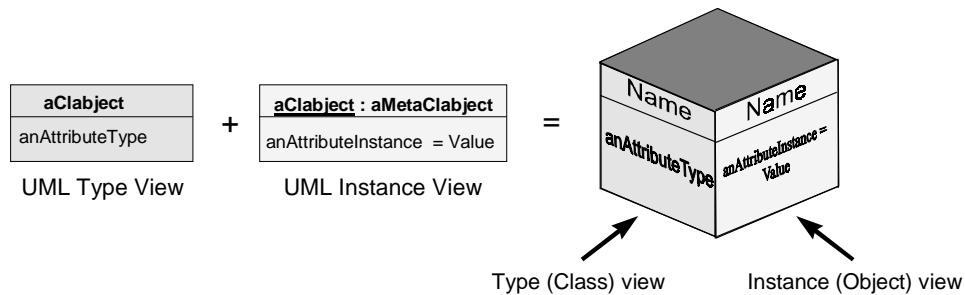 aClabject
anAttributeType
UML Type View
+
aClabject : aMetaClabject
anAttributeInstance = Value
UML Instance View
=
Name
anAttributeType
Name
anAttributeInstance =
Value
Type (Class) view
Instance (Object) view